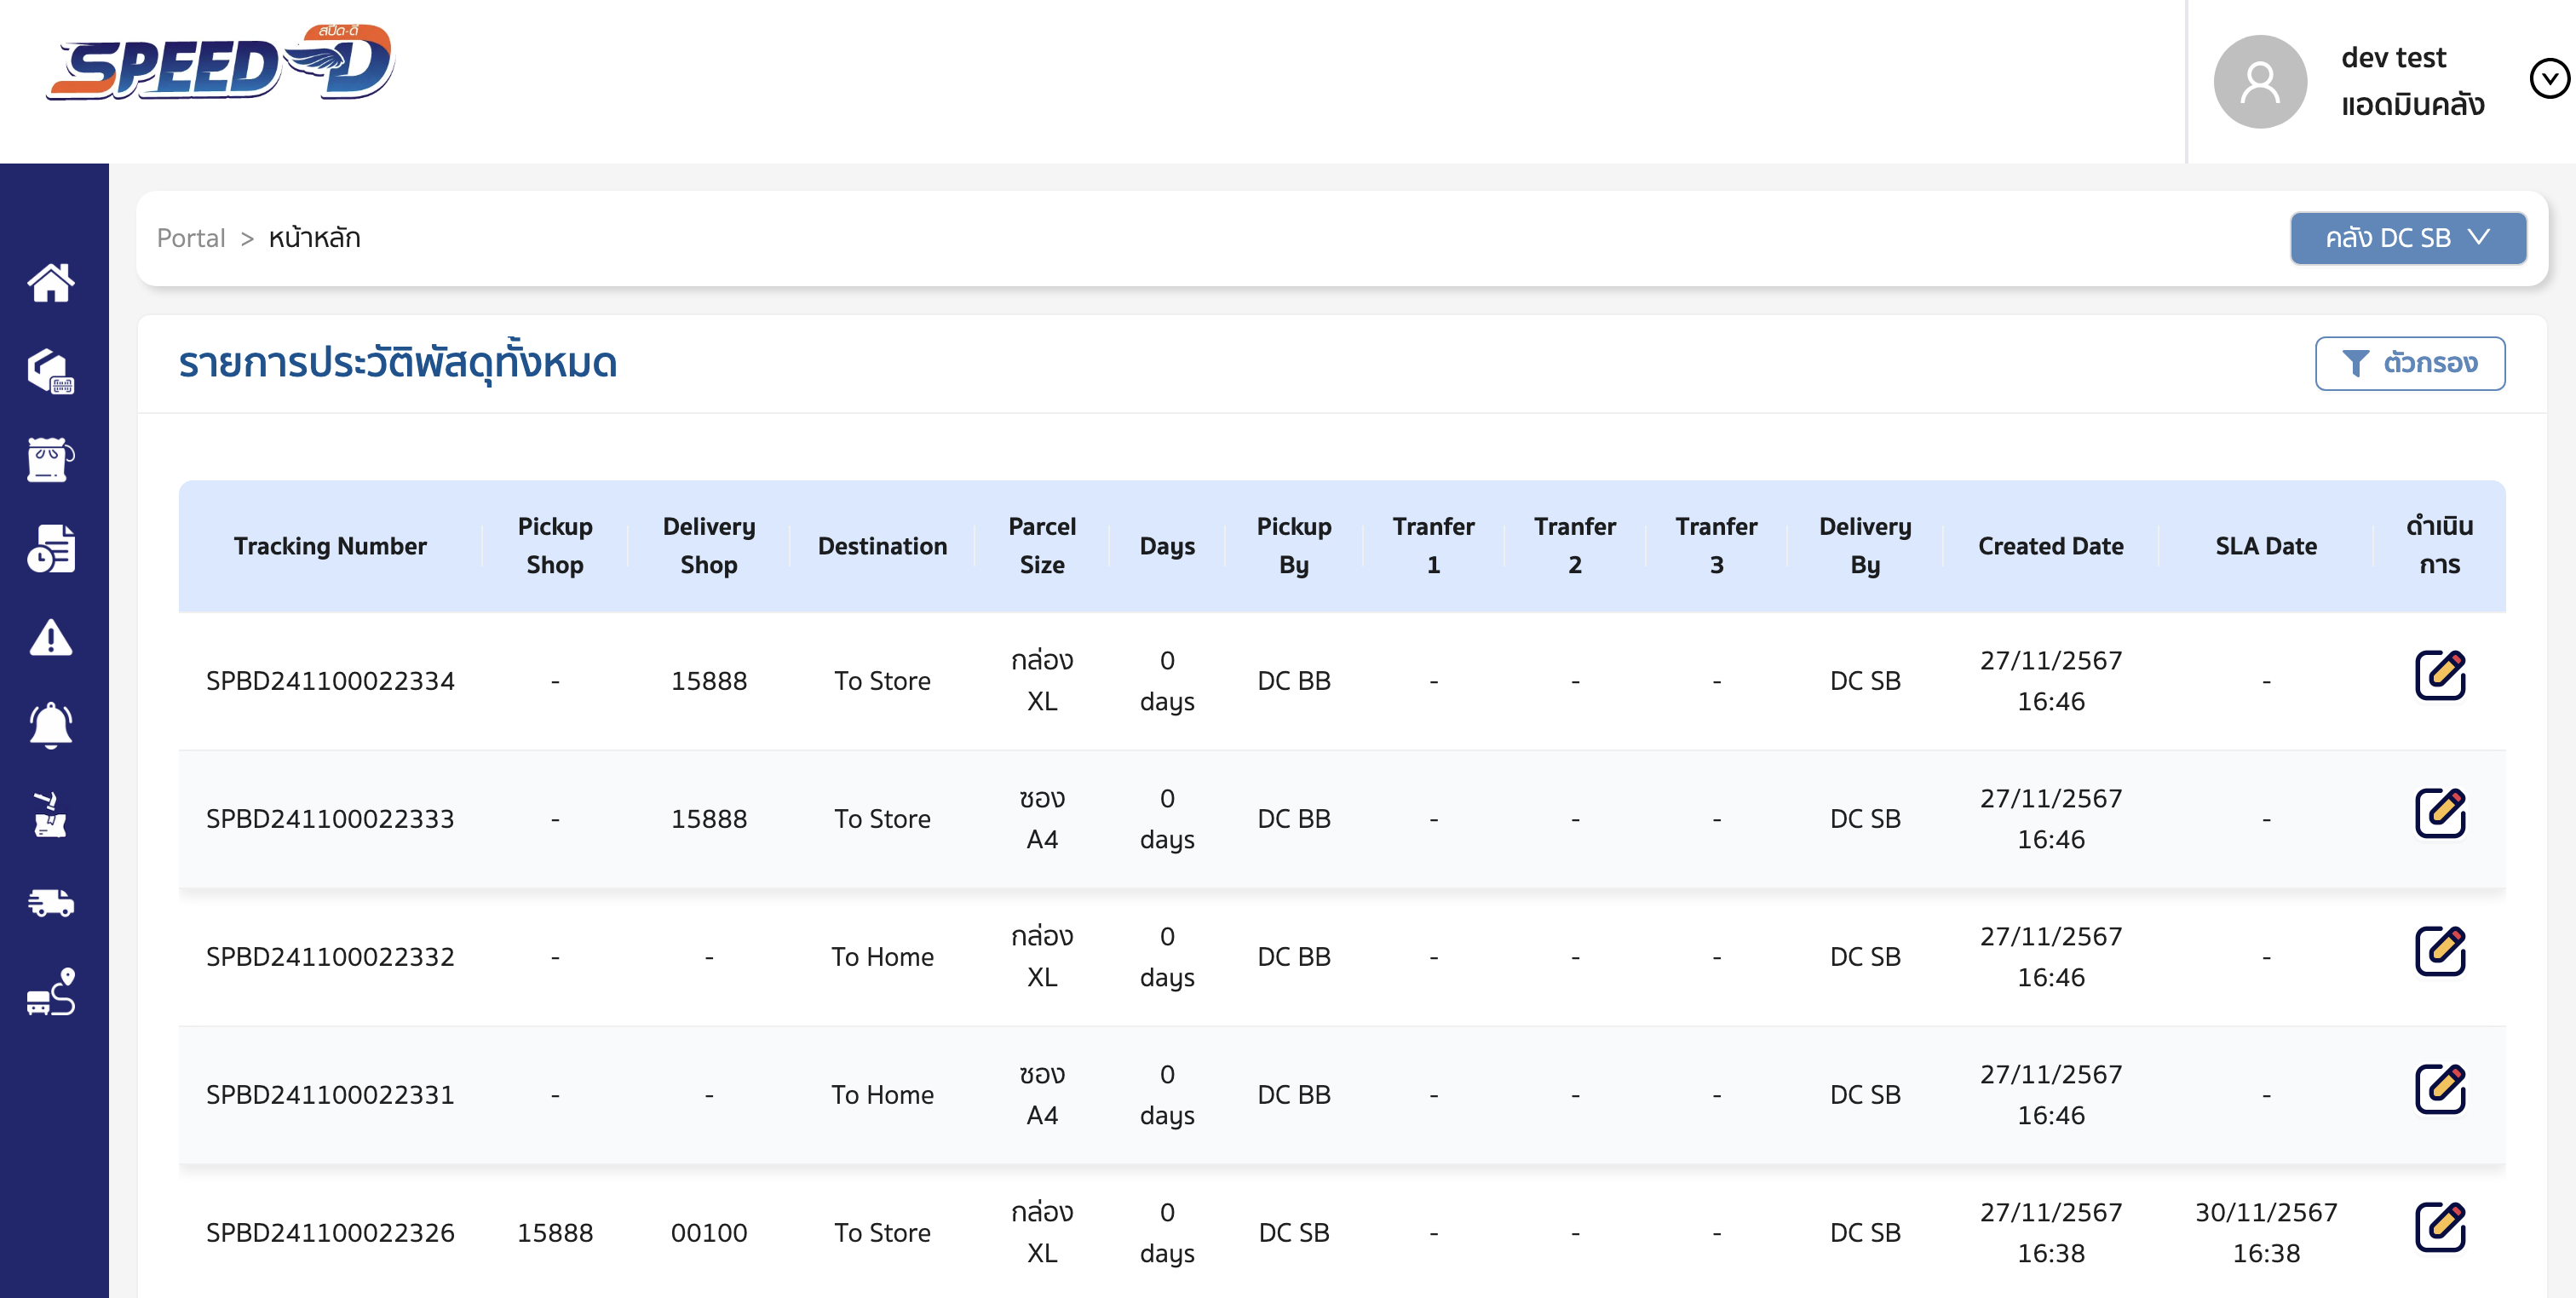 สปีด-ดี
SPEED-D
dev test
แอดมินคลัง
Portal > หน้าหลัก
คลัง DC SB
รายการประวัติพัสดุทั้งหมด
ตัวกรอง
Tracking Number Pickup Shop Delivery Shop Destination Parcel Size Days Pickup By Tranfer 1 Tranfer 2 Tranfer 3 Delivery By Created Date SLA Date ดำเนินการ
SPBD241100022334 - 15888 To Store กล่อง XL 0 days DC BB - - - DC SB 27/11/2567 16:46 -
SPBD241100022333 - 15888 To Store ซอง A4 0 days DC BB - - - DC SB 27/11/2567 16:46 -
SPBD241100022332 - - To Home กล่อง XL 0 days DC BB - - - DC SB 27/11/2567 16:46 -
SPBD241100022331 - - To Home ซอง A4 0 days DC BB - - - DC SB 27/11/2567 16:46 -
SPBD241100022326 15888 00100 To Store กล่อง XL 0 days DC SB - - - DC SB 27/11/2567 16:38 30/11/2567 16:38